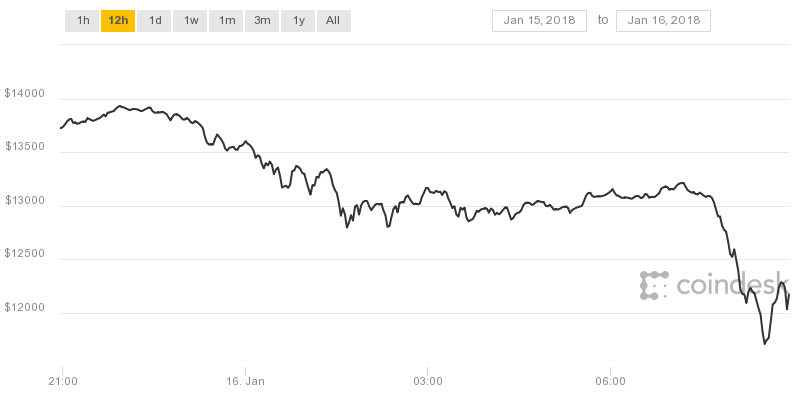 1h 12h 1d 1w 1m 3m 1y All Jan 15, 2018 to Jan 16, 2018
$14000
$13500
$13000
$12500
coindesk
$12000
21:00 16. Jan 03:00 06:00